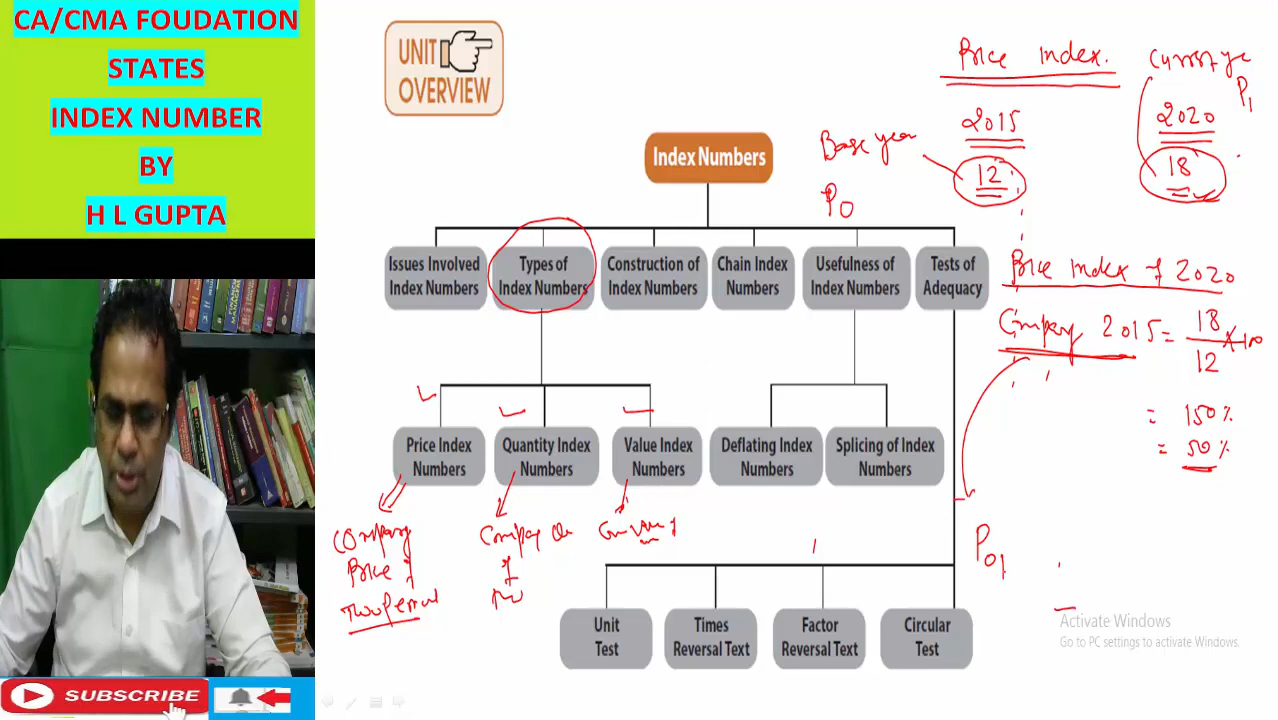 CA/CMA FOUDATION
STATES
INDEX NUMBER
BY
H L GUPTA
UNIT
OVERVIEW
Index Numbers
Issues Involved
Index Numbers
Types of
Index Numbers
Construction of
Index Numbers
Chain Index
Numbers
Usefulness of
Index Numbers
Tests of
Adequacy
Price Index
Numbers
Quantity Index
Numbers
Value Index
Numbers
Deflating Index
Numbers
Splicing of Index
Numbers
Unit
Test
Times
Reversal Text
Factor
Reversal Text
Circular
Test
Price Index.
2015
2020
P1
Base year
12
18
P0
Price Index of 2020
2015 = 18/12 × 100
= 150%
= 50%
P01
Price of
Activate Windows
Go to PC settings to activate Windows.
SUBSCRIBE